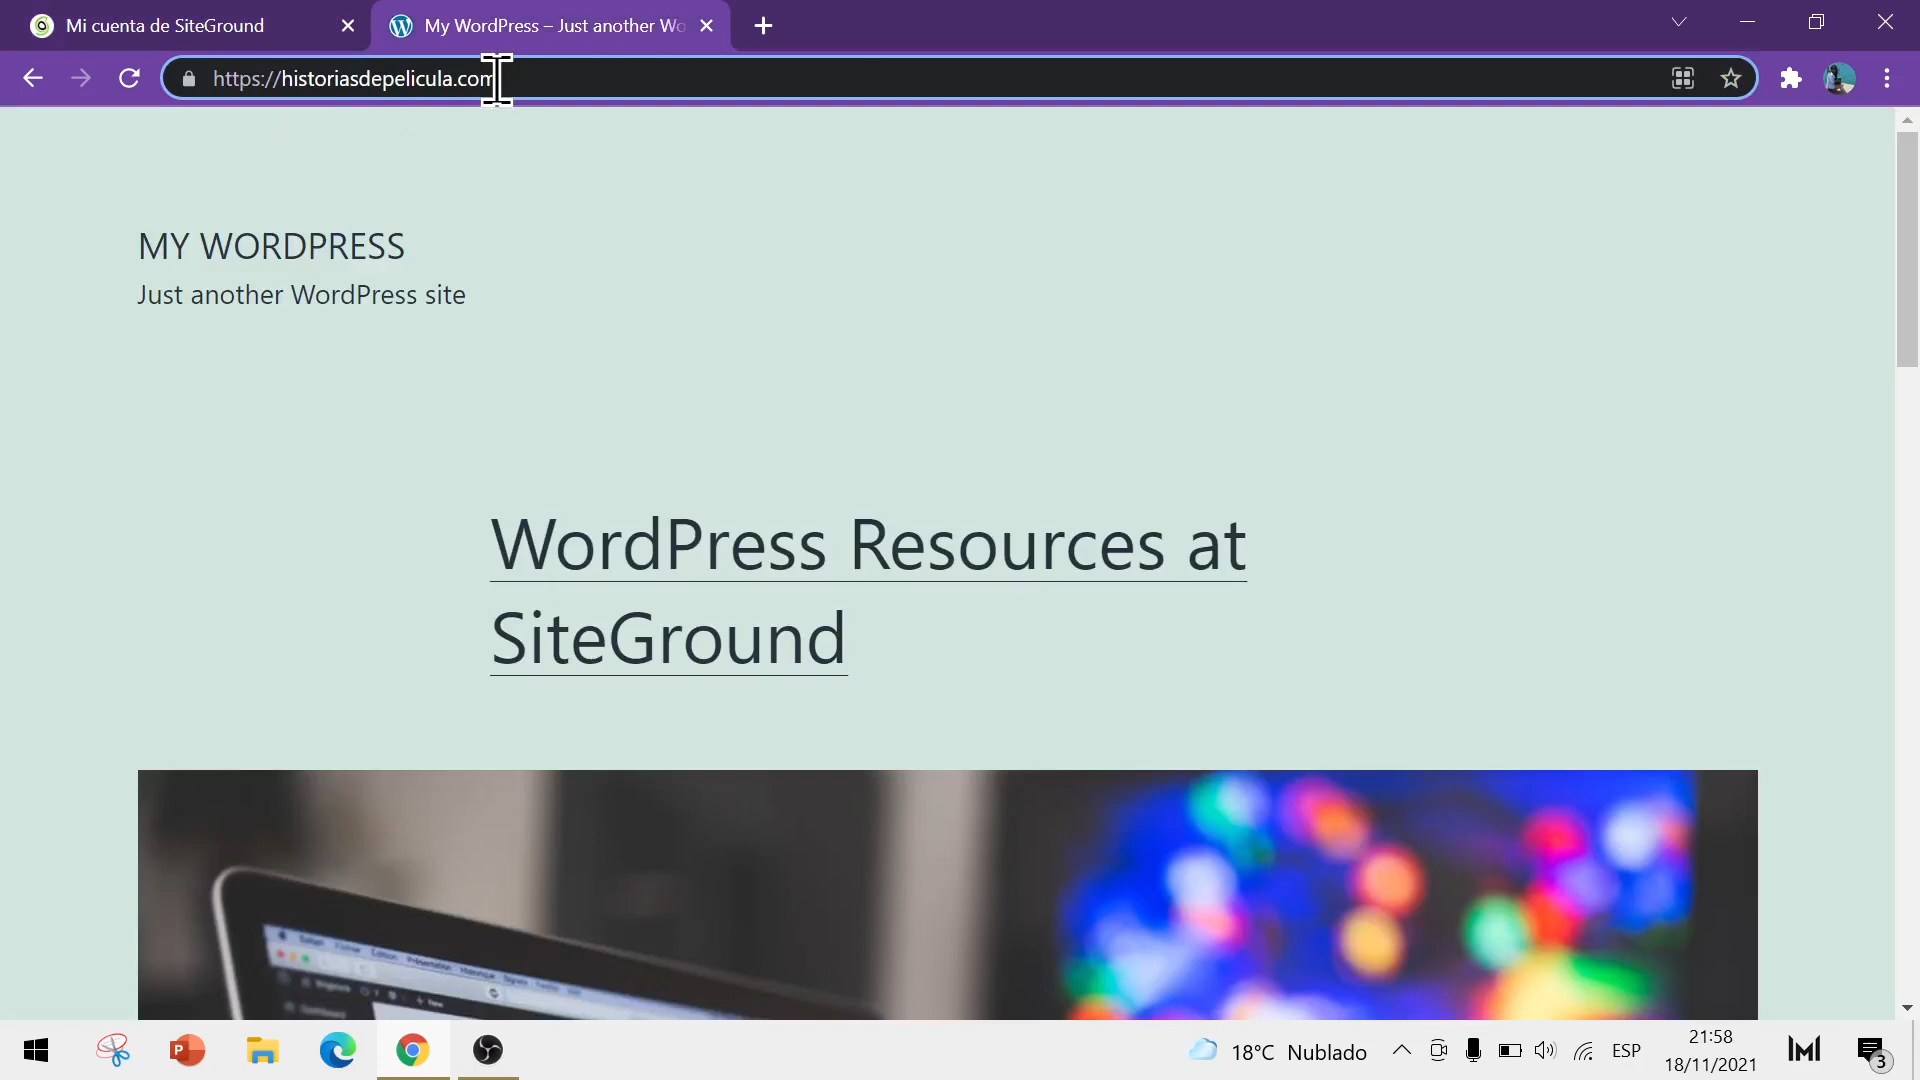 Mi cuenta de SiteGround
My WordPress – Just another Wo
https://historiasdepelicula.com
MY WORDPRESS
Just another WordPress site
WordPress Resources at
SiteGround
18°C Nublado
ESP
21:58
18/11/2021
3